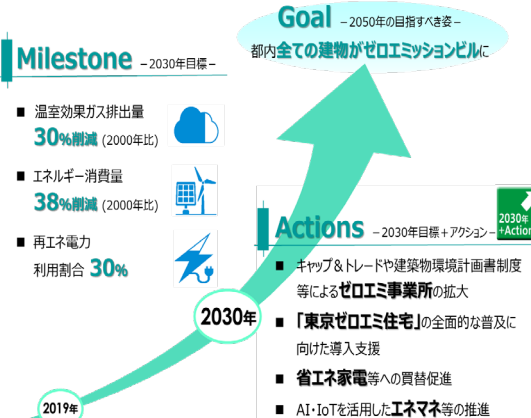 Goal －2050年の目指すべき姿－
都内全ての建物がゼロエミッションビルに
Milestone －2030年目標－
■ 温室効果ガス排出量
30%削減 (2000年比)
■ エネルギー消費量
38%削減 (2000年比)
■ 再エネ電力
利用割合 30%
2030年
2019年
2030年
+Action
Actions －2030年目標＋アクション－
■ キャップ＆トレードや建築物環境計画書制度
等によるゼロエミ事業所の拡大
■ 「東京ゼロエミ住宅」の全面的な普及に
向けた導入支援
■ 省エネ家電等への買替促進
■ AI・IoTを活用したエネマネ等の推進